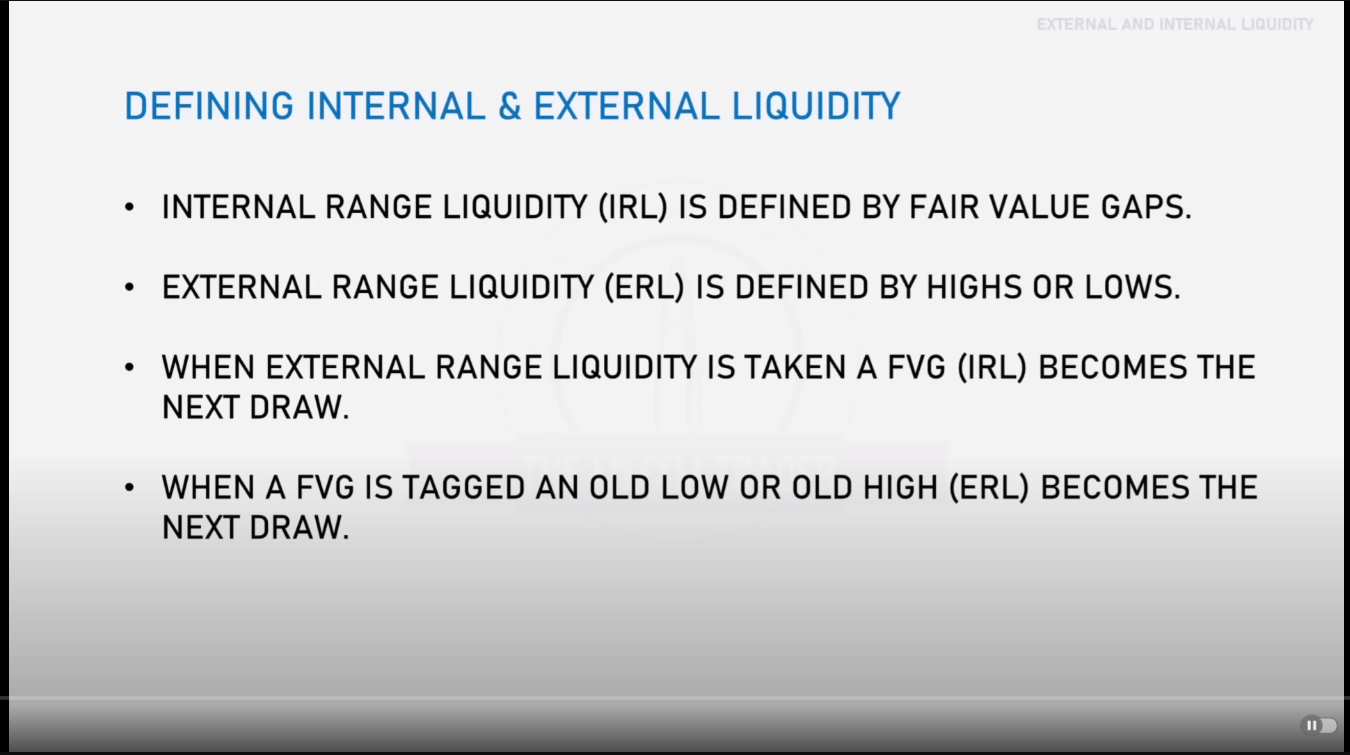 EXTERNAL AND INTERNAL LIQUIDITY
DEFINING INTERNAL & EXTERNAL LIQUIDITY
• INTERNAL RANGE LIQUIDITY (IRL) IS DEFINED BY FAIR VALUE GAPS.
• EXTERNAL RANGE LIQUIDITY (ERL) IS DEFINED BY HIGHS OR LOWS.
• WHEN EXTERNAL RANGE LIQUIDITY IS TAKEN A FVG (IRL) BECOMES THE
NEXT DRAW.
• WHEN A FVG IS TAGGED AN OLD LOW OR OLD HIGH (ERL) BECOMES THE
NEXT DRAW.